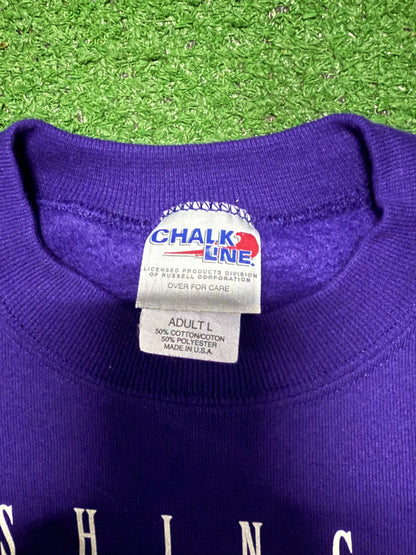 CHALK
LINE®
LICENSED PRODUCTS DIVISION
OF RUSSELL CORPORATION
OVER FOR CARE
ADULT L
50% COTTON/COTON
50% POLYESTER
MADE IN U.S.A.
SHING